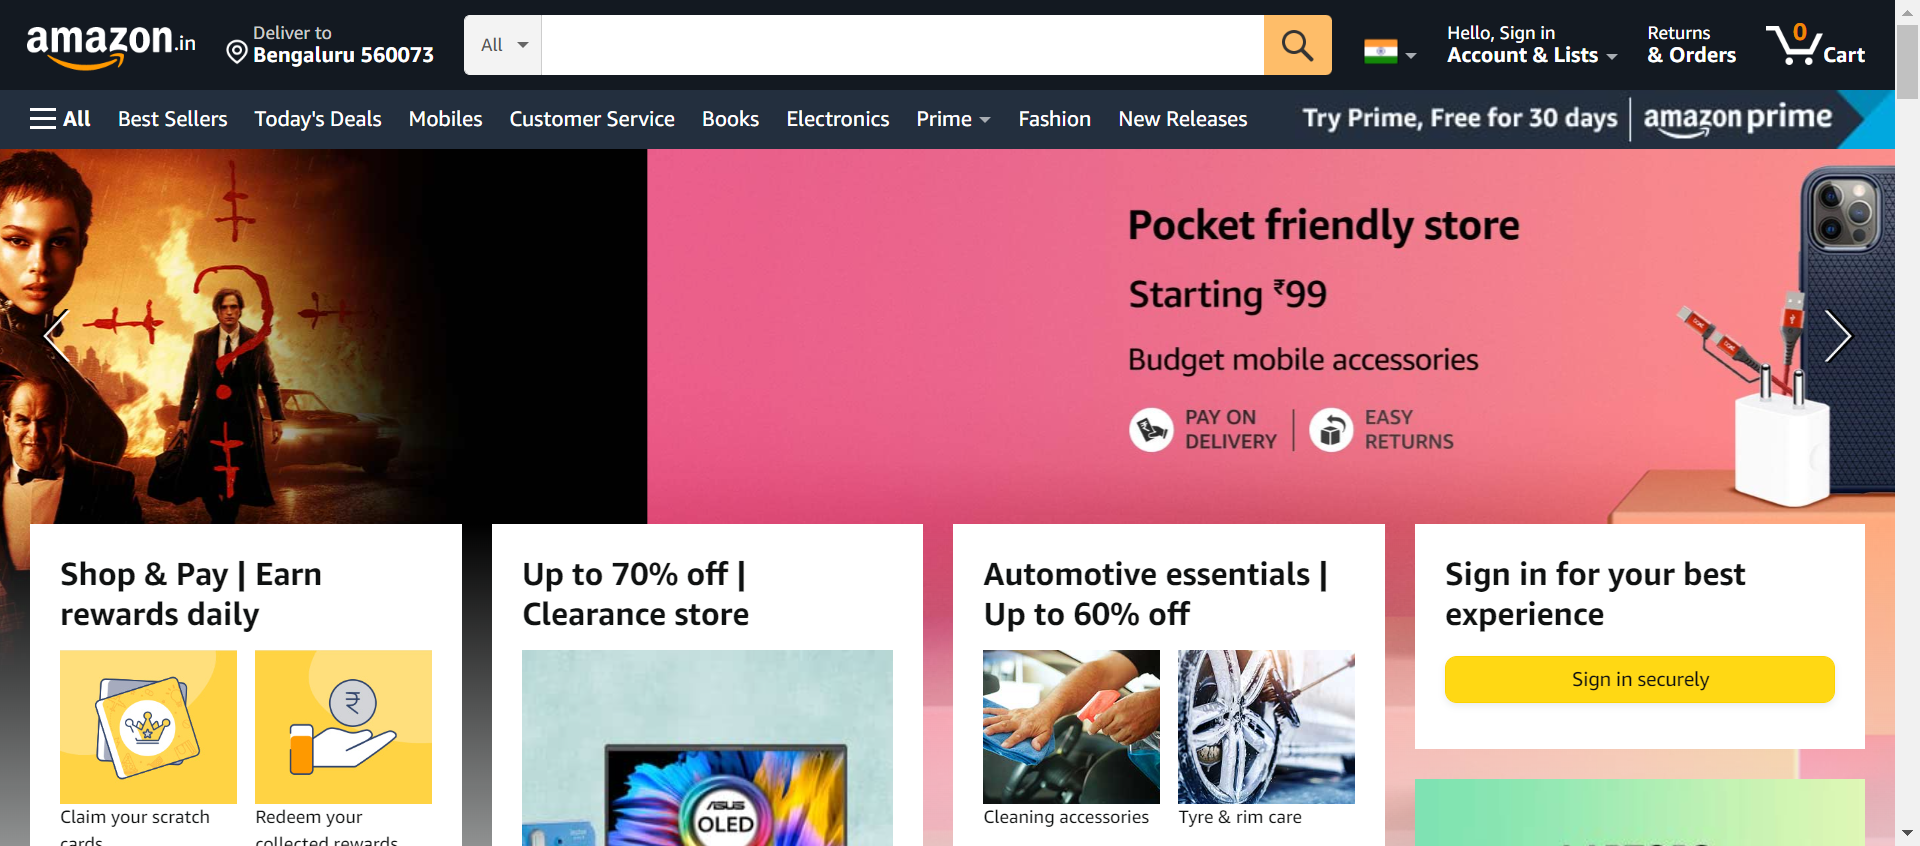 amazon.in
Deliver to
Bengaluru 560073
All
Hello, Sign in
Account & Lists
Returns
& Orders
0
Cart
All
Best Sellers
Today's Deals
Mobiles
Customer Service
Books
Electronics
Prime
Fashion
New Releases
Try Prime, Free for 30 days
amazon prime
Pocket friendly store
Starting ₹99
Budget mobile accessories
PAY ON
DELIVERY
EASY
RETURNS
Shop & Pay | Earn
rewards daily
Claim your scratch
cards
Redeem your
collected rewards
Up to 70% off |
Clearance store
ASUS
OLED
Automotive essentials |
Up to 60% off
Cleaning accessories
Tyre & rim care
Sign in for your best
experience
Sign in securely